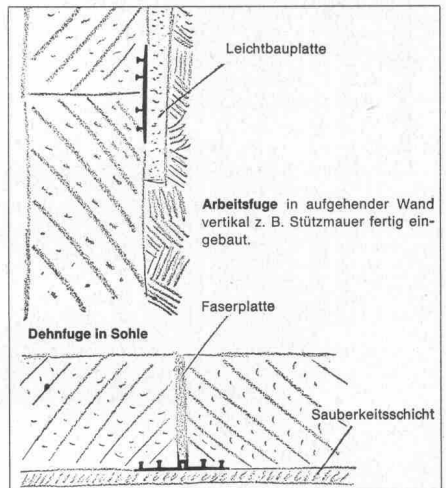 Leichtbauplatte
Arbeitsfuge in aufgehender Wand
vertikal z. B. Stützmauer fertig ein-
gebaut.
Faserplatte
Dehnfuge in Sohle
Sauberkeitsschicht